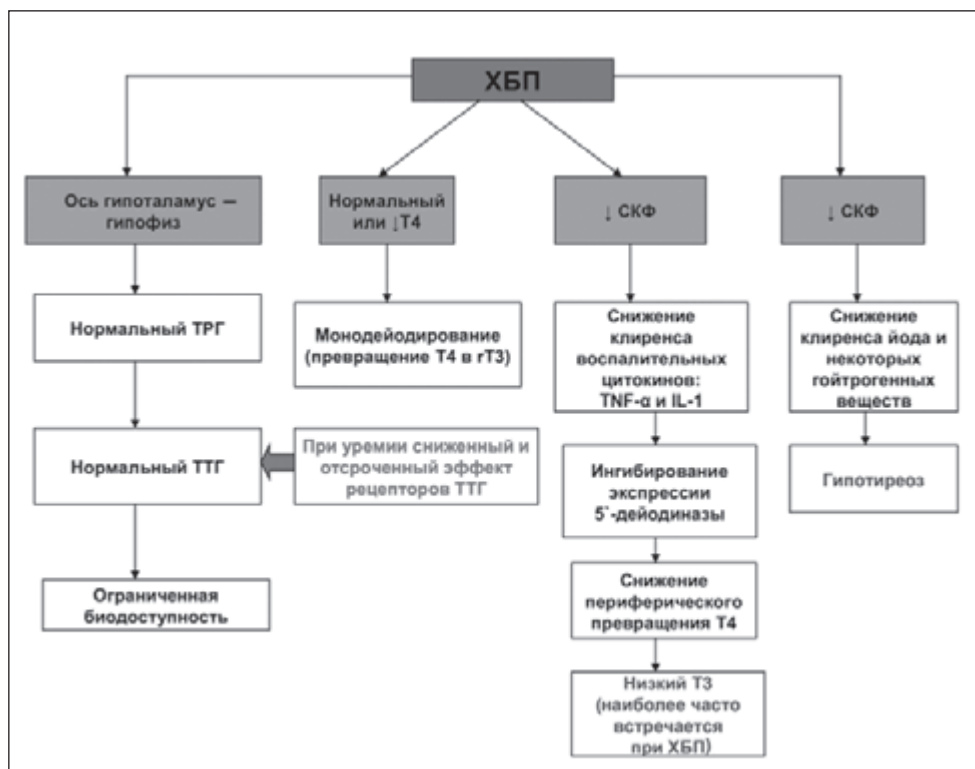 ХБП
Ось гипоталамус —
гипофиз
Нормальный ТРГ
Нормальный ТТГ
Ограниченная
биодоступность
Нормальный
или ↓Т4
Монодейодирование
(превращение Т4 в rТ3)
При уремии сниженный и
отсроченный эффект
рецепторов ТТГ
↓ СКФ
Снижение
клиренса
воспалительных
цитокинов:
TNF-α и IL-1
Ингибирование
экспрессии
5`-дейодиназы
Снижение
периферического
превращения Т4
Низкий Т3
(наиболее часто
встречается
при ХБП)
↓ СКФ
Снижение
клиренса йода и
некоторых
гойтрогенных
веществ
Гипотиреоз